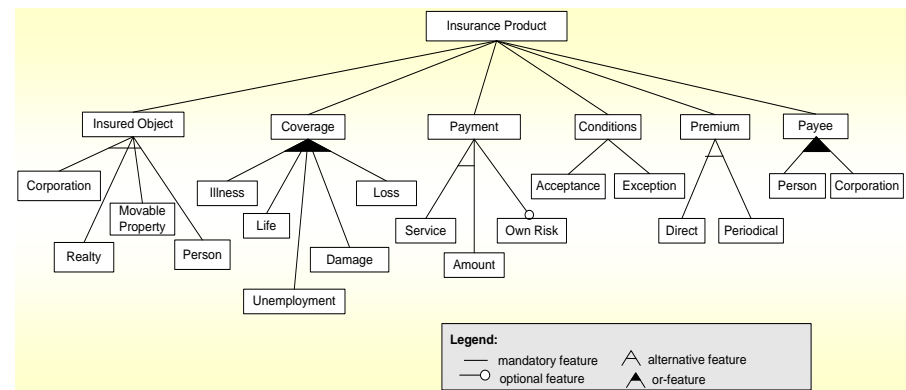 Insurance Product
Insured Object
Coverage
Payment
Conditions
Premium
Payee
Corporation
Realty
Movable
Property
Person
Illness
Life
Unemployment
Damage
Loss
Service
Amount
Own Risk
Acceptance
Exception
Direct
Periodical
Person
Corporation
Legend:
mandatory feature
alternative feature
optional feature
or-feature